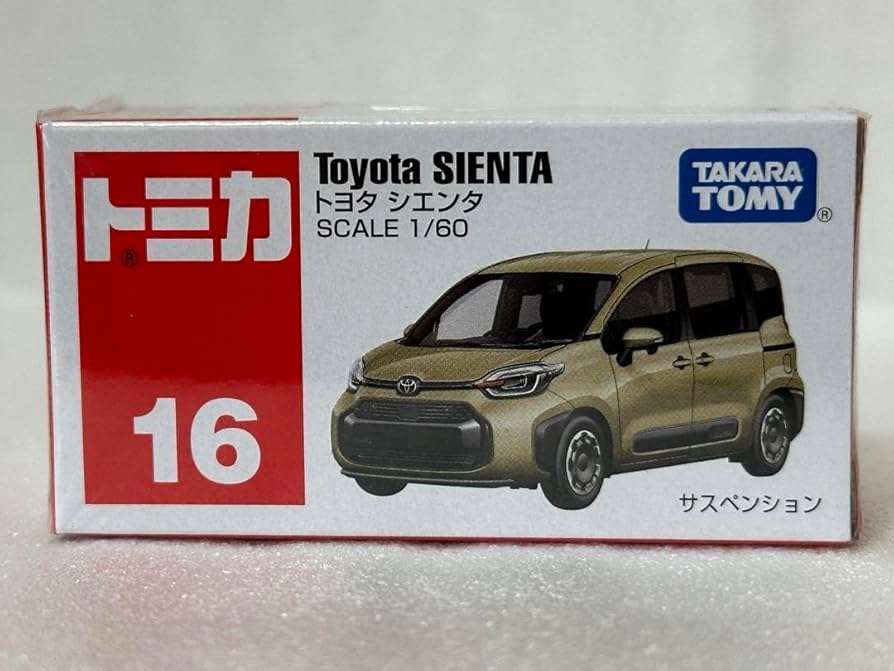 トミカ
®
16
Toyota SIENTA
トヨタ シエンタ
SCALE 1/60
TAKARA
TOMY
®
サスペンション